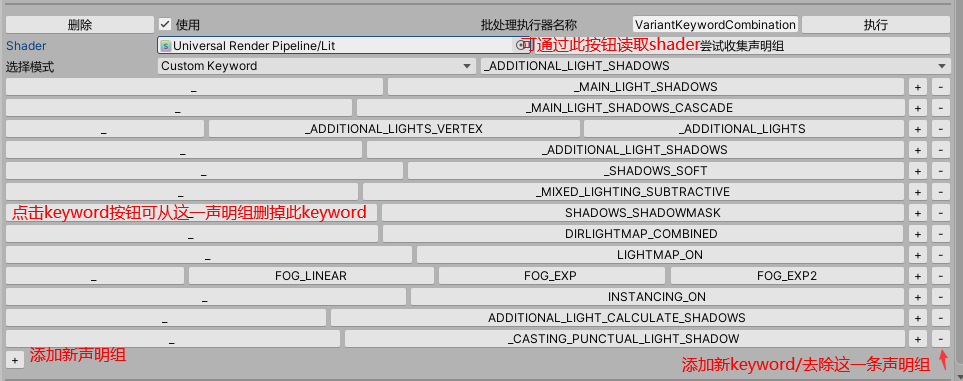 删除 使用 批处理执行器名称 VariantKeywordCombination 执行
Shader Universal Render Pipeline/Lit 可通过此按钮读取shader 尝试收集声明组
选择模式 Custom Keyword _ADDITIONAL_LIGHT_SHADOWS
_ _MAIN_LIGHT_SHADOWS + -
_ _MAIN_LIGHT_SHADOWS_CASCADE + -
_ _ADDITIONAL_LIGHTS_VERTEX _ADDITIONAL_LIGHTS + -
_ _ADDITIONAL_LIGHT_SHADOWS + -
_ _SHADOWS_SOFT + -
_ _MIXED_LIGHTING_SUBTRACTIVE + -
点击keyword按钮可从这一声明组删掉此keyword SHADOWS_SHADOWMASK + -
_ DIRLIGHTMAP_COMBINED + -
_ LIGHTMAP_ON + -
_ FOG_LINEAR FOG_EXP FOG_EXP2 + -
_ INSTANCING_ON + -
_ ADDITIONAL_LIGHT_CALCULATE_SHADOWS + -
_ _CASTING_PUNCTUAL_LIGHT_SHADOW + -
+ 添加新声明组
添加新keyword/去除这一条声明组